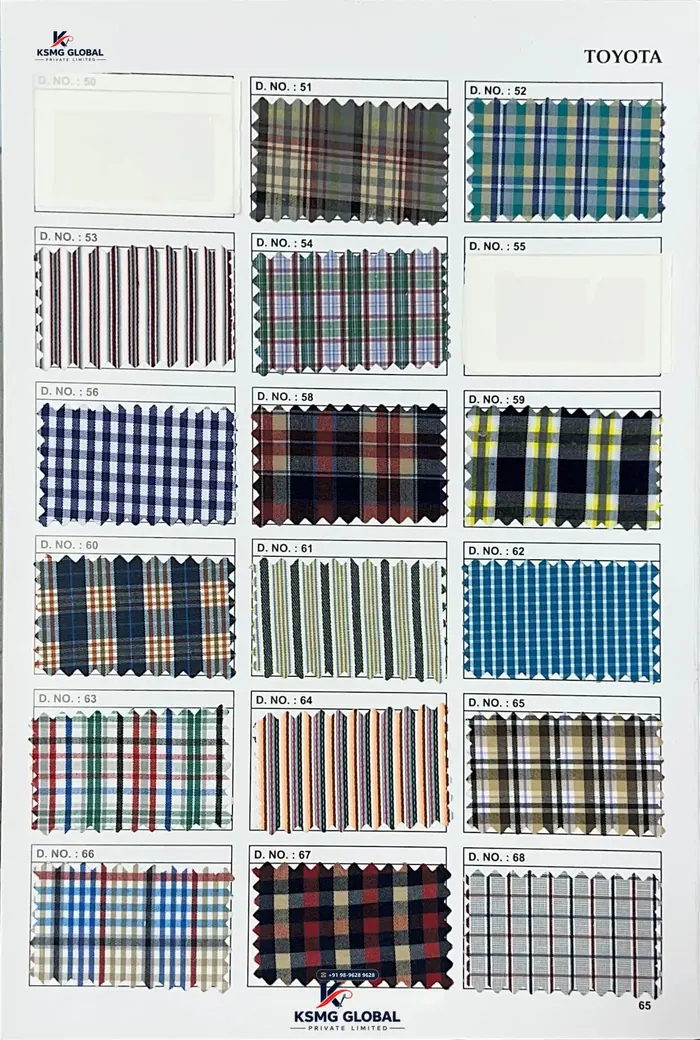 KSMG GLOBAL
PRIVATE LIMITED
TOYOTA
D. NO. : 50
D. NO. : 51
D. NO. : 52
D. NO. : 53
D. NO. : 54
D. NO. : 55
D. NO. : 56
D. NO. : 58
D. NO. : 59
D. NO. : 60
D. NO. : 61
D. NO. : 62
D. NO. : 63
D. NO. : 64
D. NO. : 65
D. NO. : 66
D. NO. : 67
D. NO. : 68
+91 98-9628 9628
KSMG GLOBAL
PRIVATE LIMITED
65